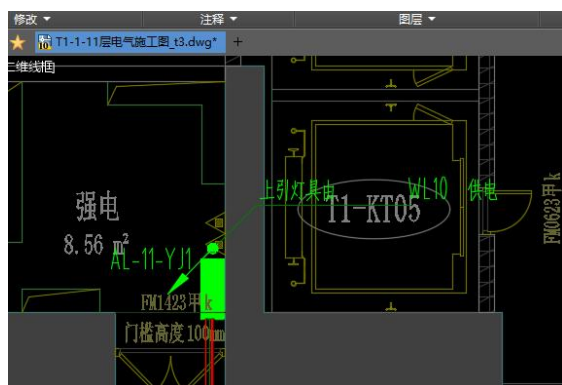 修改 注释 图层
T1-1-11层电气施工图_t3.dwg* +
二维线框
上引灯具由 WL10 供电
T1-KT05
强电
8.56 m²
AL-11-YJ1
FM1423甲k
门槛高度100mm
FM0623甲k